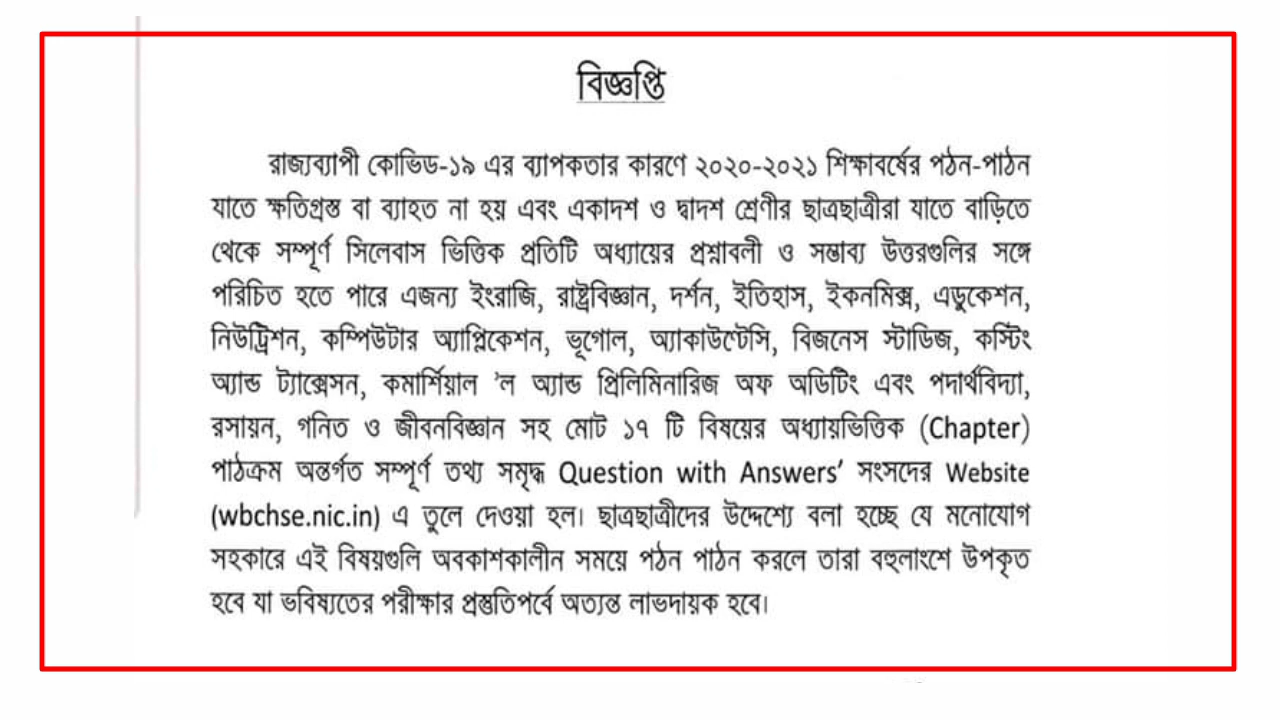 বিজ্ঞপ্তি
রাজ্যব্যাপী কোভিড-১৯ এর ব্যাপকতার কারণে ২০২০-২০২১ শিক্ষাবর্ষের পঠন-পাঠন
যাতে ক্ষতিগ্রস্ত বা ব্যাহত না হয় এবং একাদশ ও দ্বাদশ শ্রেণীর ছাত্রছাত্রীরা যাতে বাড়িতে
থেকে সম্পূর্ণ সিলেবাস ভিত্তিক প্রতিটি অধ্যায়ের প্রশ্নাবলী ও সম্ভাব্য উত্তরগুলির সঙ্গে
পরিচিত হতে পারে এজন্য ইংরাজি, রাষ্ট্রবিজ্ঞান, দর্শন, ইতিহাস, ইকনমিক্স, এডুকেশন,
নিউট্রিশন, কম্পিউটার অ্যাপ্লিকেশন, ভূগোল, অ্যাকাউণ্টেসি, বিজনেস স্টাডিজ, কস্টিং
অ্যান্ড ট্যাক্সেসন, কমার্শিয়াল ’ল অ্যান্ড প্রিলিমিনারিজ অফ অডিটিং এবং পদার্থবিদ্যা,
রসায়ন, গনিত ও জীবনবিজ্ঞান সহ মোট ১৭ টি বিষয়ের অধ্যায়ভিত্তিক (Chapter)
পাঠক্রম অন্তর্গত সম্পূর্ণ তথ্য সমৃদ্ধ Question with Answers’ সংসদের Website
(wbchse.nic.in) এ তুলে দেওয়া হল। ছাত্রছাত্রীদের উদ্দেশ্যে বলা হচ্ছে যে মনোযোগ
সহকারে এই বিষয়গুলি অবকাশকালীন সময়ে পঠন পাঠন করলে তারা বহুলাংশে উপকৃত
হবে যা ভবিষ্যতের পরীক্ষার প্রস্তুতিপর্বে অত্যন্ত লাভদায়ক হবে।